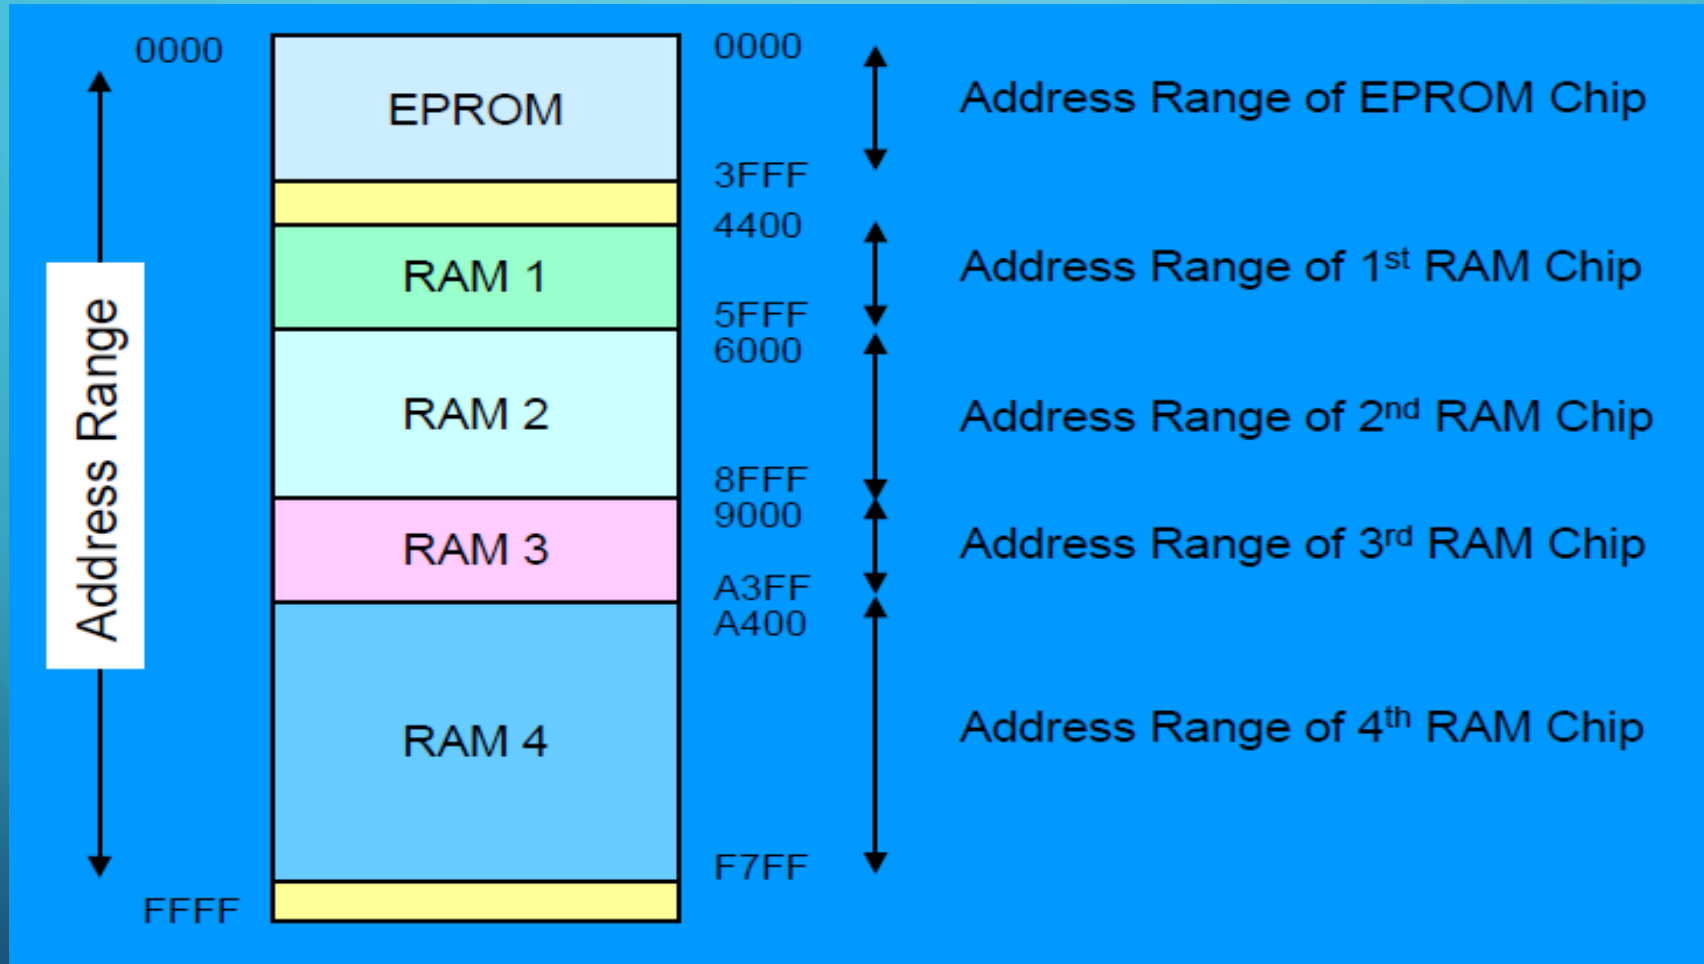 0000
EPROM
0000
Address Range of EPROM Chip
3FFF
4400
RAM 1
Address Range of 1st RAM Chip
5FFF
6000
Address Range
RAM 2
Address Range of 2nd RAM Chip
8FFF
9000
RAM 3
Address Range of 3rd RAM Chip
A3FF
A400
RAM 4
Address Range of 4th RAM Chip
F7FF
FFFF